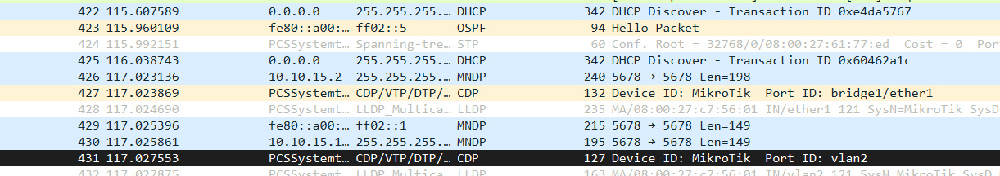 422 115.607589 0.0.0.0 255.255.255.… DHCP 342 DHCP Discover - Transaction ID 0xe4da5767
423 115.960109 fe80::a00:… ff02::5 OSPF 94 Hello Packet
424 115.992151 PCSSystemt… Spanning-tre… STP 60 Conf. Root = 32768/0/08:00:27:61:77:ed Cost = 0 Por
425 116.038743 0.0.0.0 255.255.255.… DHCP 342 DHCP Discover - Transaction ID 0x60462a1c
426 117.023136 10.10.15.2 255.255.255.… MNDP 240 5678 → 5678 Len=198
427 117.023869 PCSSystemt… CDP/VTP/DTP/… CDP 132 Device ID: MikroTik Port ID: bridge1/ether1
428 117.024690 PCSSystemt… LLDP_Multica… LLDP 235 MA/08:00:27:c7:56:01 IN/ether1 121 SysN=MikroTik SysD
429 117.025396 fe80::a00:… ff02::1 MNDP 215 5678 → 5678 Len=149
430 117.025861 10.10.15.1… 255.255.255.… MNDP 195 5678 → 5678 Len=149
431 117.027553 PCSSystemt… CDP/VTP/DTP/… CDP 127 Device ID: MikroTik Port ID: vlan2
432 117.027875 PCSSystemt… LLDP_Multica… LLDP 163 MA/08:00:27:c7:56:01 IN/vlan2 121 SysN=MikroTik SysD=